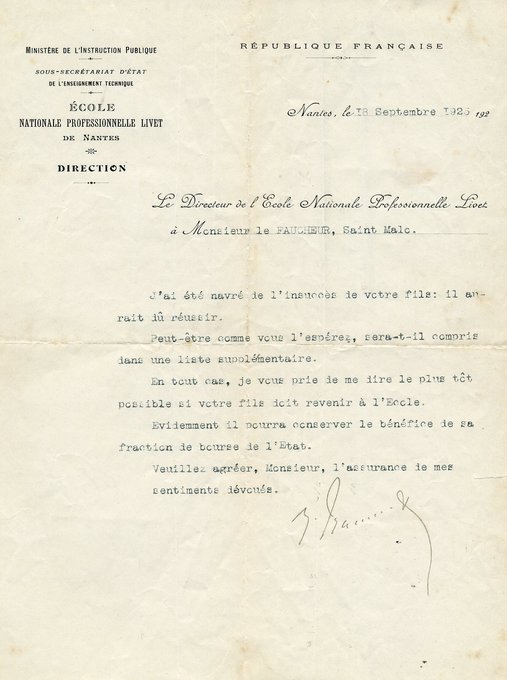 MINISTÈRE DE L'INSTRUCTION PUBLIQUE
SOUS-SECRÉTARIAT D'ÉTAT
DE L'ENSEIGNEMENT TECHNIQUE
ÉCOLE
NATIONALE PROFESSIONNELLE LIVET
DE NANTES
DIRECTION
RÉPUBLIQUE FRANÇAISE
Nantes, le 18 Septembre 1925 192
Le Directeur de l'Ecole Nationale Professionnelle Livet
à Monsieur le FAUCHEUR, Saint Malo.
J'ai été navré de l'insuccès de votre fils: il au-
rait dû réussir.
Peut-être comme vous l'espérez, sera-t-il compris
dans une liste supplémentaire.
En tout cas, je vous prie de me dire le plus tôt
possible si votre fils doit revenir à l'Ecole.
Evidemment il pourra conserver le bénéfice de sa
fraction de bourse de l'Etat.
Veuillez agréer, Monsieur, l'assurance de mes
sentiments dévoués.